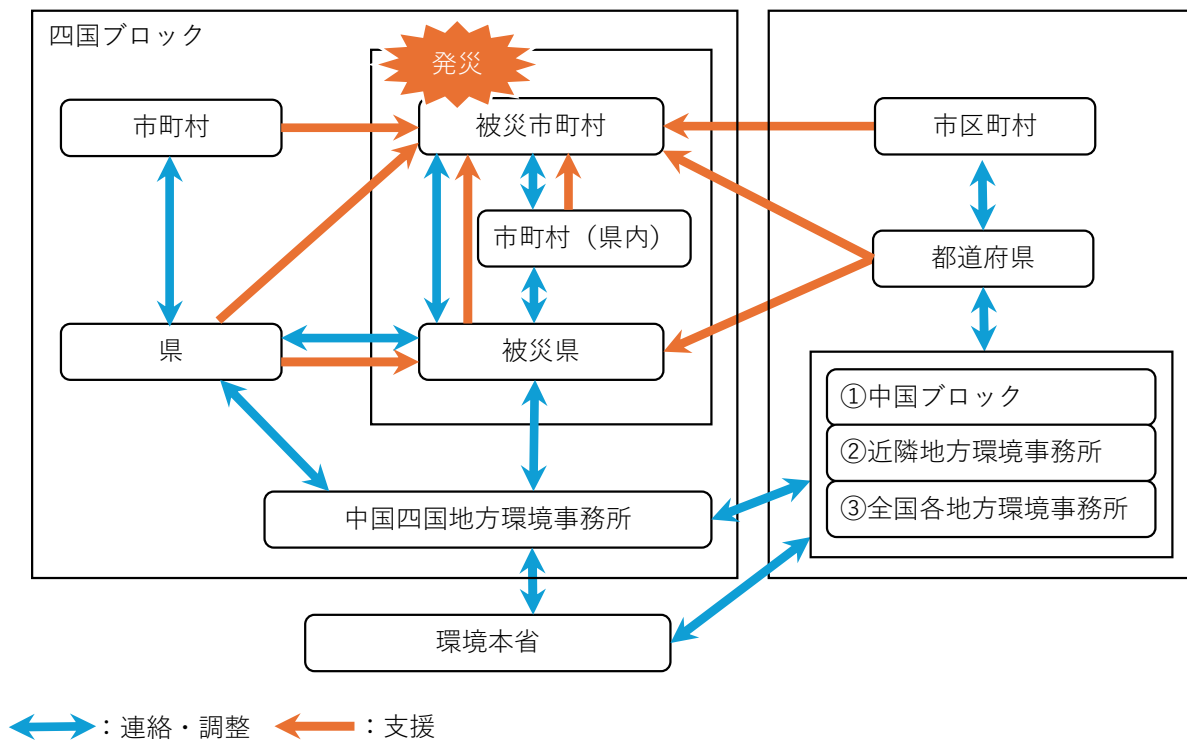 四国ブロック
発災
市町村
被災市町村
市区町村
市町村（県内）
都道府県
県
被災県
①中国ブロック
②近隣地方環境事務所
③全国各地方環境事務所
中国四国地方環境事務所
環境本省
：連絡・調整
：支援